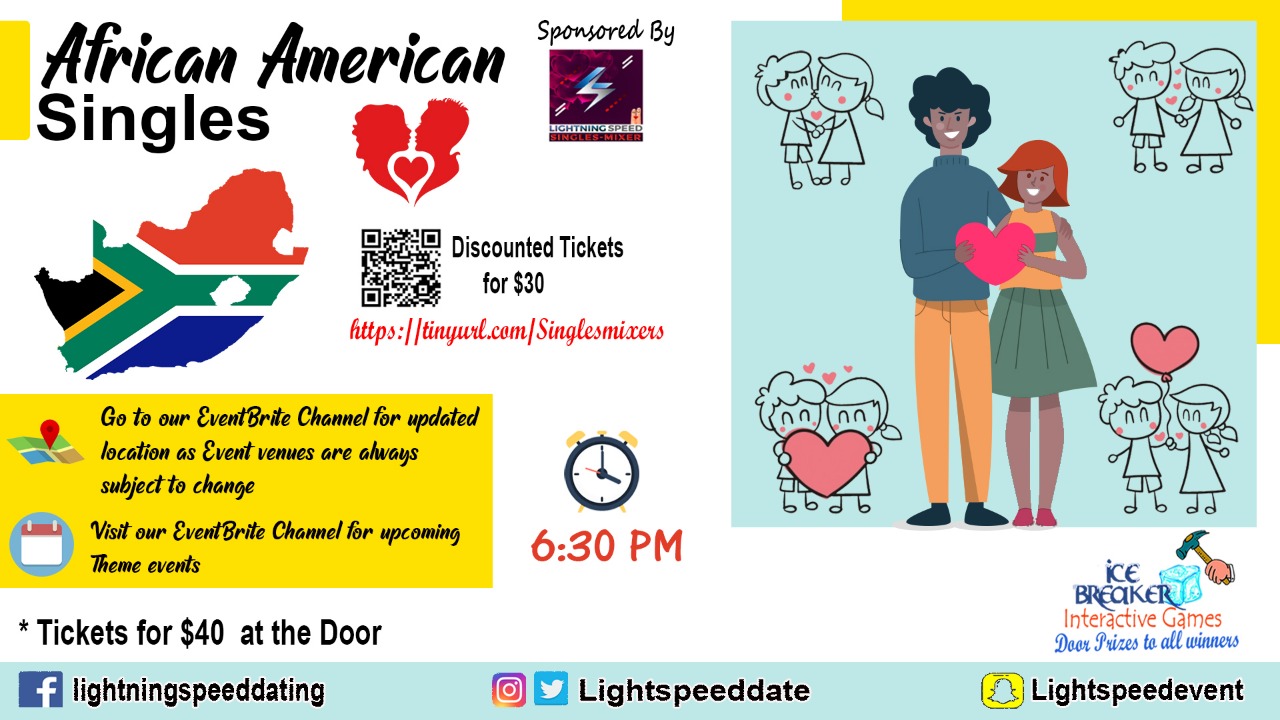 African American
Singles
Sponsored By
LIGHTNING SPEED
SINGLES-MIXER
Discounted Tickets
for $30
https://tinyurl.com/Singlesmixers
Go to our EventBrite Channel for updated
location as Event venues are always
subject to change
Visit our EventBrite Channel for upcoming
Theme events
6:30 PM
* Tickets for $40 at the Door
ICE
BREAKER
Interactive Games
Door Prizes to all winners
lightningspeeddating
Lightspeeddate
Lightspeedevent